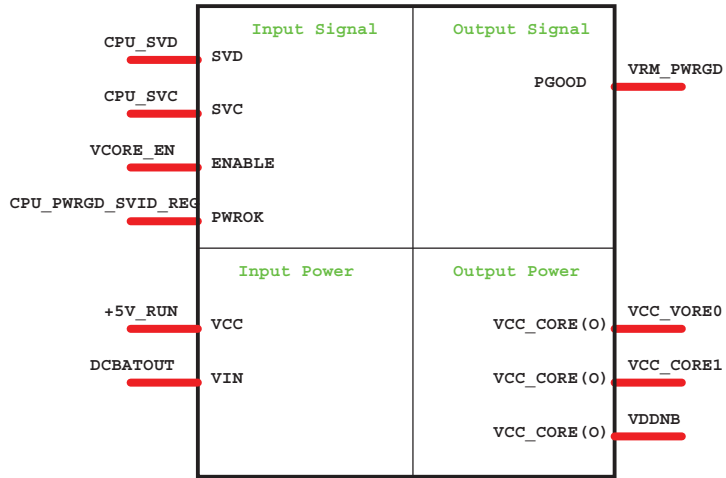 Input Signal
Output Signal
CPU_SVD
SVD
VRM_PWRGD
PGOOD
CPU_SVC
SVC
VCORE_EN
ENABLE
CPU_PWRGD_SVID_REG
PWROK
Input Power
Output Power
+5V_RUN
VCC
VCC_CORE(O)
VCC_VORE0
DCBATOUT
VIN
VCC_CORE(O)
VCC_CORE1
VCC_CORE(O)
VDDNB